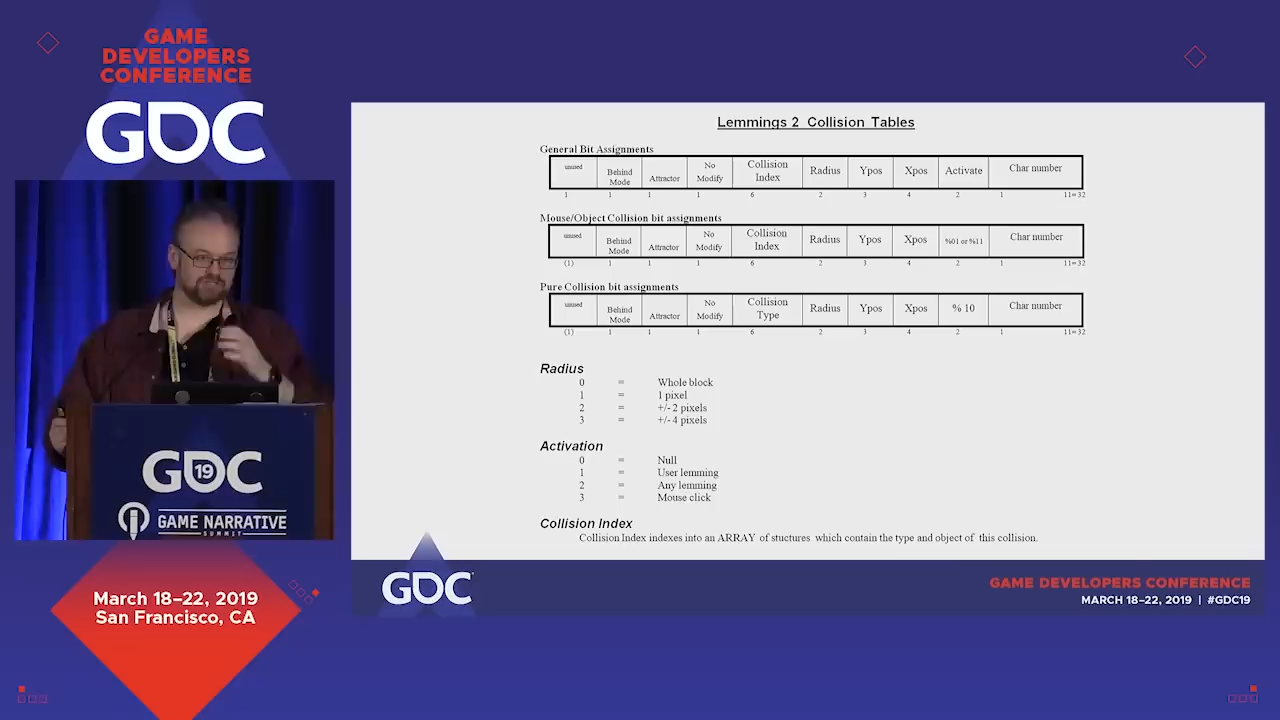 GAME
DEVELOPERS
CONFERENCE
GDC
GDC 19
GAME NARRATIVE
SUMMIT
March 18–22, 2019
San Francisco, CA
Lemmings 2 Collision Tables
General Bit Assignments
unused Behind Mode Attractor No Modify Collision Index Radius Ypos Xpos Activate Char number
1 1 1 1 6 2 3 4 2 1 11=32
Mouse/Object Collision bit assignments
unused Behind Mode Attractor No Modify Collision Index Radius Ypos Xpos %01 or %11 Char number
(1) 1 1 1 6 2 3 4 2 1 11=32
Pure Collision bit assignments
unused Behind Mode Attractor No Modify Collision Type Radius Ypos Xpos % 10 Char number
(1) 1 1 1 6 2 3 4 2 1 11=32
Radius
0 = Whole block
1 = 1 pixel
2 = +/- 2 pixels
3 = +/- 4 pixels
Activation
0 = Null
1 = User lemming
2 = Any lemming
3 = Mouse click
Collision Index
Collision Index indexes into an ARRAY of stuctures which contain the type and object of this collision.
GDC
GAME DEVELOPERS CONFERENCE
MARCH 18–22, 2019 | #GDC19